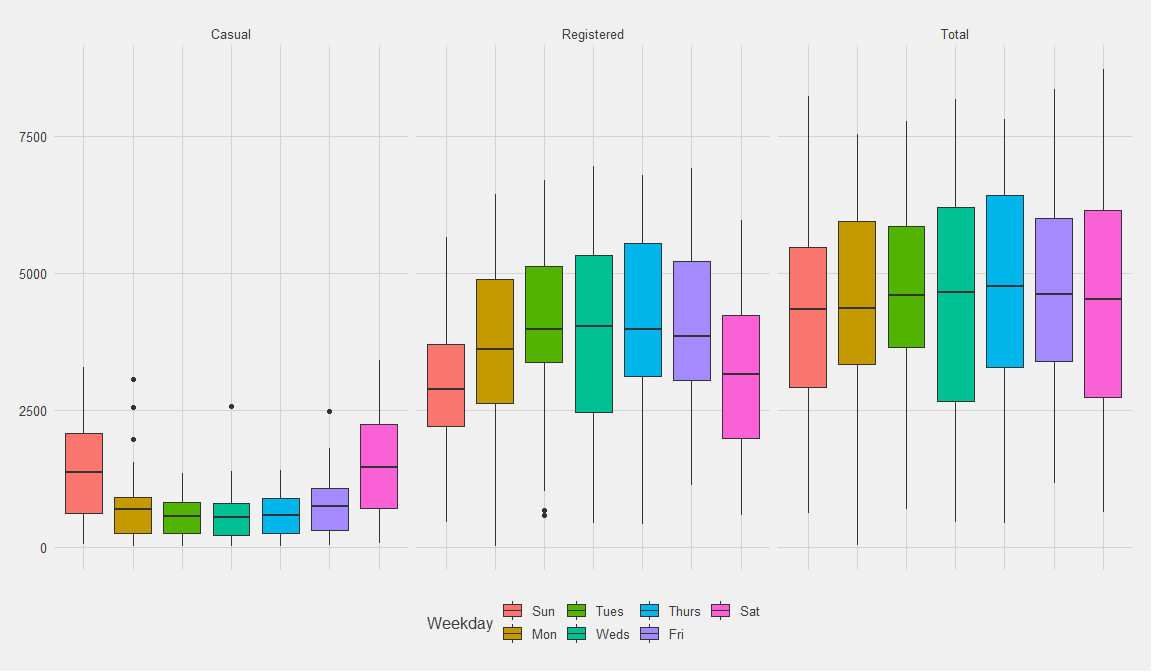 Casual Registered Total
7500
5000
2500
0
Weekday Sun Tues Thurs Sat
Mon Weds Fri